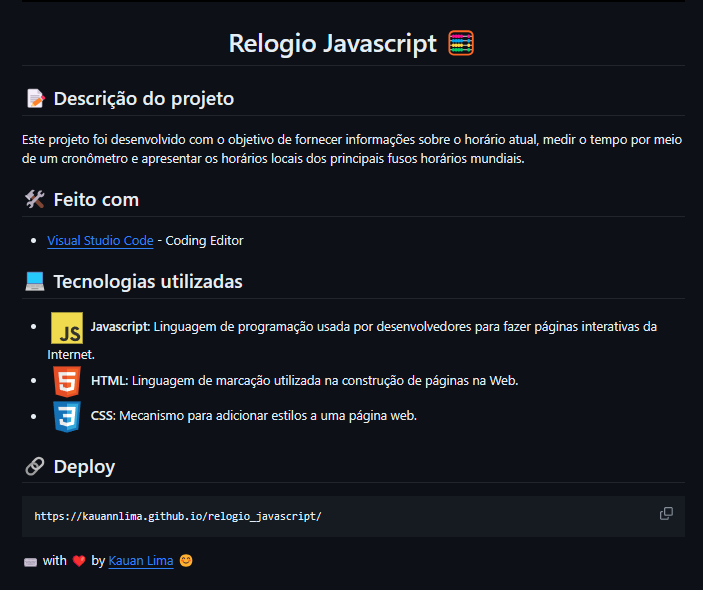 Relogio Javascript
Descrição do projeto
Este projeto foi desenvolvido com o objetivo de fornecer informações sobre o horário atual, medir o tempo por meio
de um cronômetro e apresentar os horários locais dos principais fusos horários mundiais.
Feito com
Visual Studio Code - Coding Editor
Tecnologias utilizadas
JS Javascript: Linguagem de programação usada por desenvolvedores para fazer páginas interativas da
Internet.
HTML: Linguagem de marcação utilizada na construção de páginas na Web.
CSS: Mecanismo para adicionar estilos a uma página web.
Deploy
https://kauannlima.github.io/relogio_javascript/
with ❤️ by Kauan Lima 😊